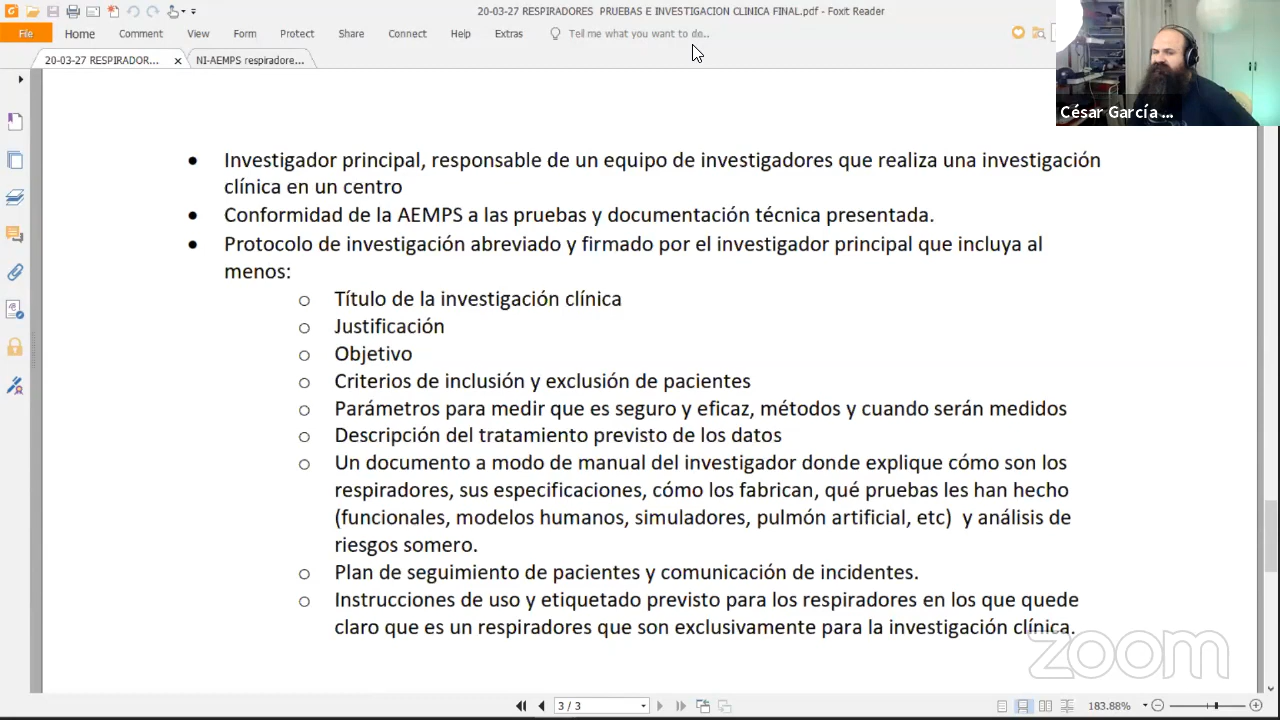 20-03-27 RESPIRADORES PRUEBAS E INVESTIGACION CLINICA FINAL.pdf - Foxit Reader
File Home Comment View Form Protect Share Connect Help Extras Tell me what you want to do..
20-03-27 RESPIRADOR... NI-AEMPS respiradore...
César García ...
• Investigador principal, responsable de un equipo de investigadores que realiza una investigación
clínica en un centro
• Conformidad de la AEMPS a las pruebas y documentación técnica presentada.
• Protocolo de investigación abreviado y firmado por el investigador principal que incluya al
menos:
o Título de la investigación clínica
o Justificación
o Objetivo
o Criterios de inclusión y exclusión de pacientes
o Parámetros para medir que es seguro y eficaz, métodos y cuando serán medidos
o Descripción del tratamiento previsto de los datos
o Un documento a modo de manual del investigador donde explique cómo son los
respiradores, sus especificaciones, cómo los fabrican, qué pruebas les han hecho
(funcionales, modelos humanos, simuladores, pulmón artificial, etc) y análisis de
riesgos somero.
o Plan de seguimiento de pacientes y comunicación de incidentes.
o Instrucciones de uso y etiquetado previsto para los respiradores en los que quede
claro que es un respiradores que son exclusivamente para la investigación clínica.
zoom
3 / 3
183.88%